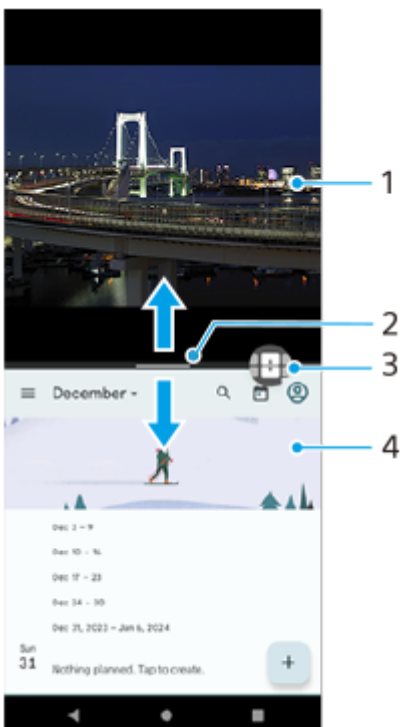 1
2
3
December
4
Dec 3 – 9
Dec 10 – 16
Dec 17 – 23
Dec 24 – 30
Dec 31, 2023 – Jan 6, 2024
Sun
31
Nothing planned. Tap to create.